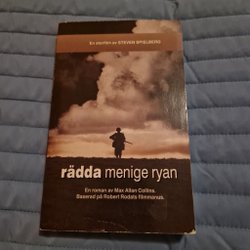 En storfilm av STEVEN SPIELBERG
rädda menige ryan
En roman av Max Allan Collins.
Baserad på Robert Rodats filmmanus.